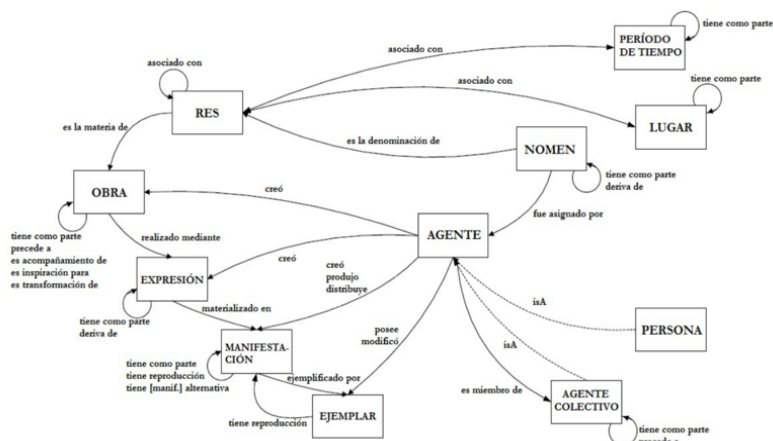 tiene como parte
PERÍODO
DE TIEMPO
asociado con
asociado con
tiene como parte
asociado con
RES
LUGAR
es la materia de
es la denominación de
NOMEN
tiene como parte
deriva de
OBRA
creó
fue asignado por
tiene como parte
precede a
es acompañamiento de
es inspiración para
es transformación de
realizado mediante
AGENTE
creó
creó
produjo
distribuye
EXPRESIÓN
tiene como parte
deriva de
materializado en
isA
PERSONA
posee
modificó
isA
MANIFESTA-
CIÓN
tiene como parte
tiene reproducción
tiene [manif.] alternativa
ejemplificado por
es miembro de
AGENTE
COLECTIVO
tiene reproducción
EJEMPLAR
tiene como parte